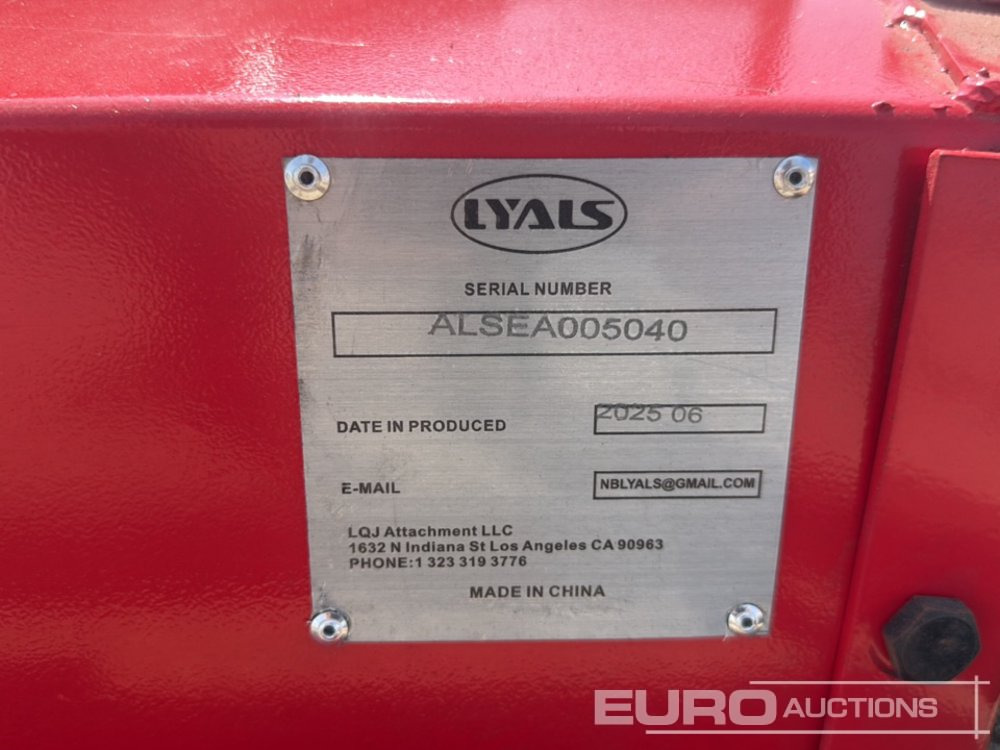 LYALS
SERIAL NUMBER
ALSEA005040
DATE IN PRODUCED 2025 06
E-MAIL NBLYALS@GMAIL.COM
LQJ Attachment LLC
1632 N Indiana St Los Angeles CA 90963
PHONE:1 323 319 3776
MADE IN CHINA
EURO AUCTIONS